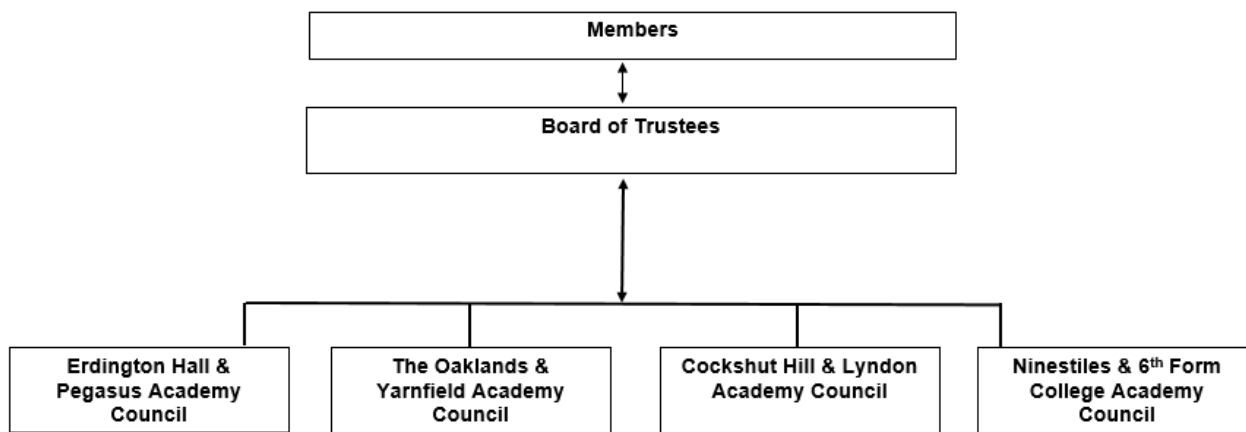 Members
Board of Trustees
Erdington Hall &
Pegasus Academy
Council
The Oaklands &
Yarnfield Academy
Council
Cockshut Hill & Lyndon
Academy Council
Ninestiles & 6th Form
College Academy
Council